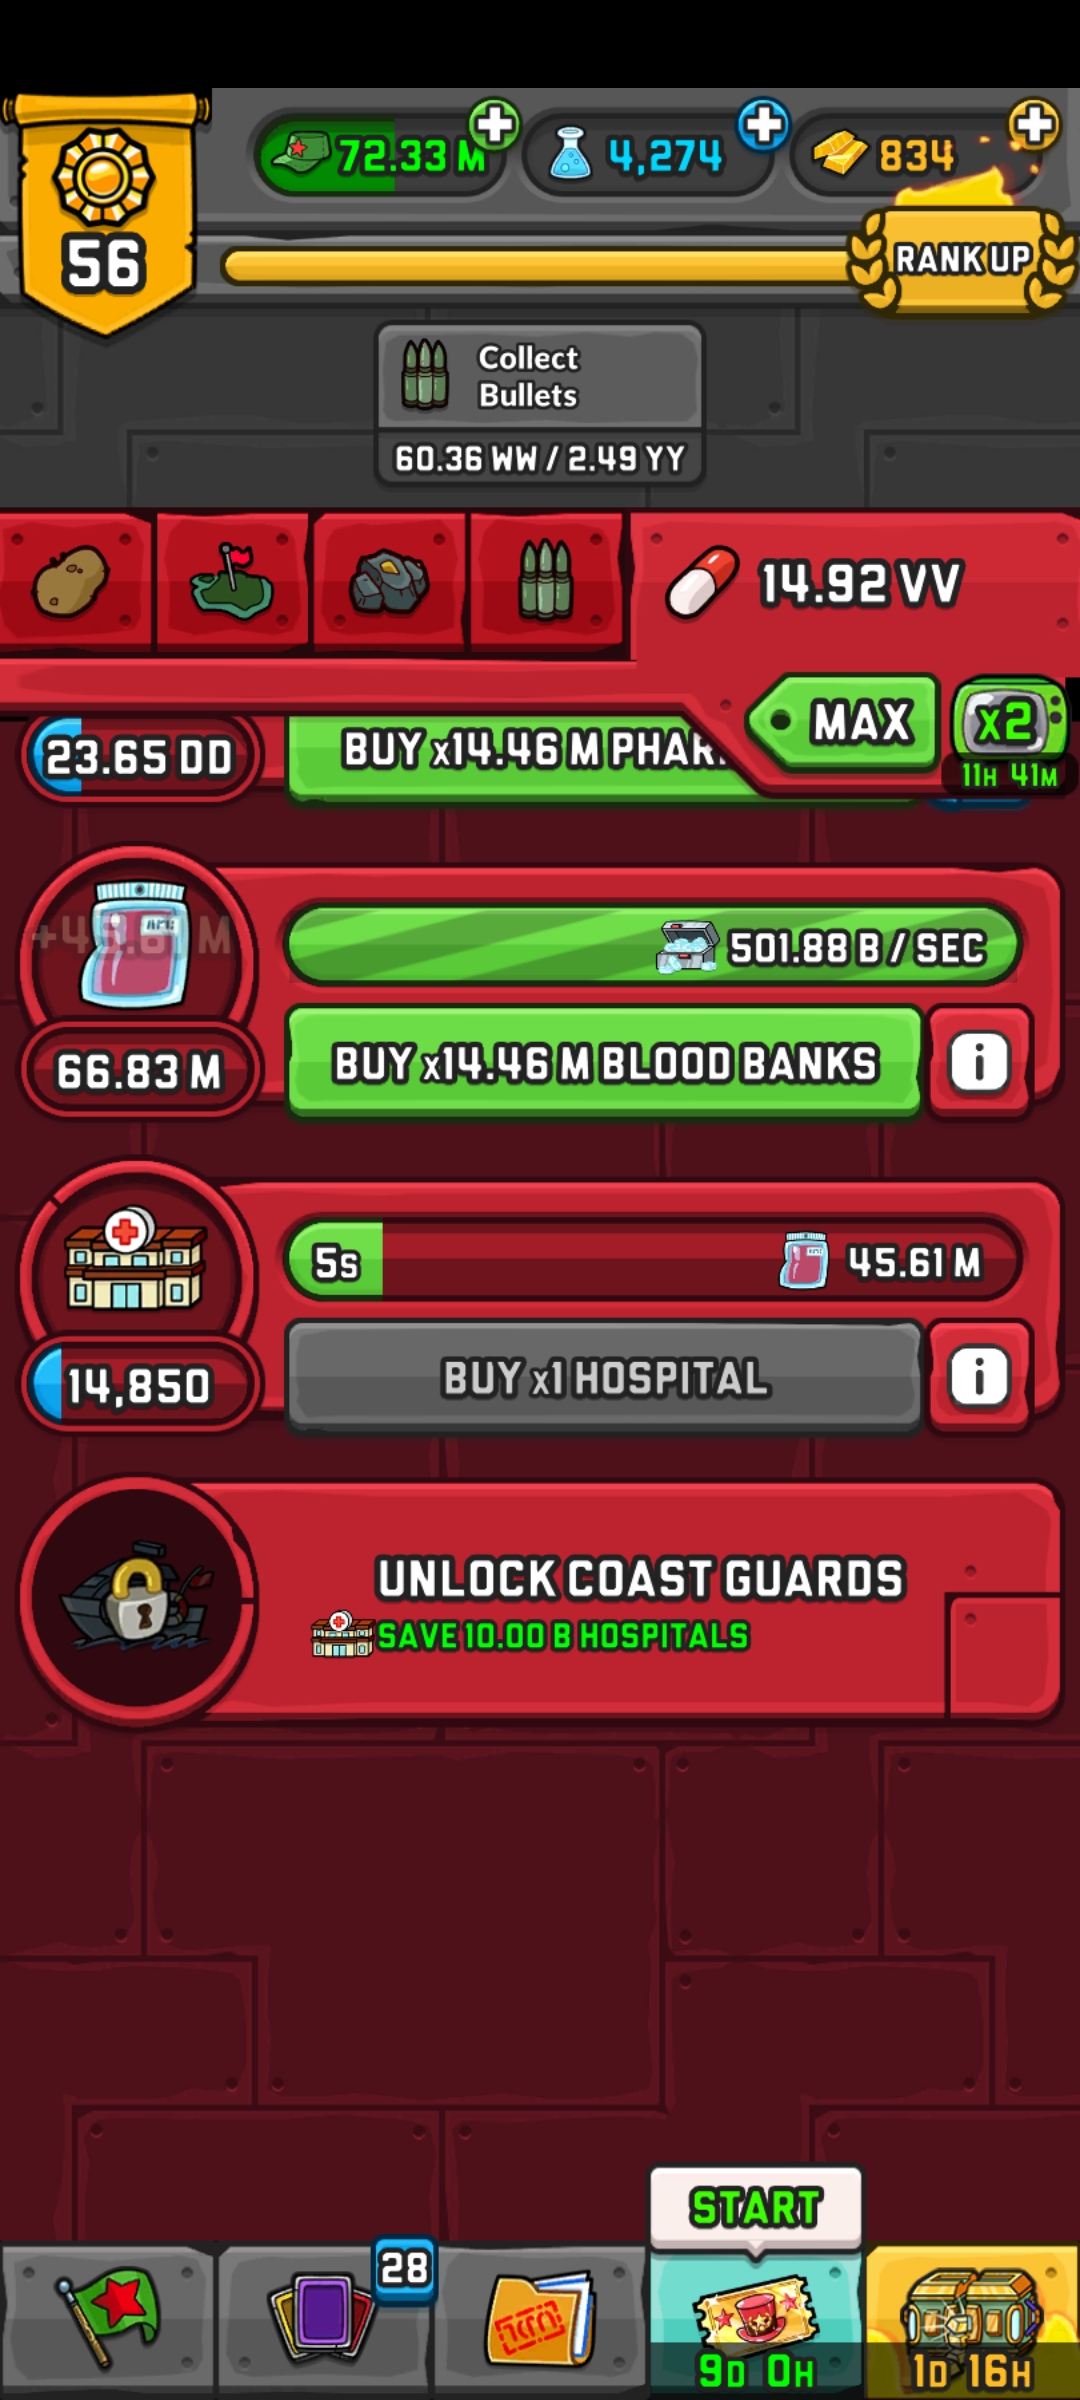 72.33 M
4,274
834
56
RANK UP
Collect
Bullets
60.36 WW / 2.49 YY
14.92 VV
MAX
x2
11H 41M
23.65 DD
BUY x14.46 M PHAR
501.88 B / SEC
66.83 M
BUY x14.46 M BLOOD BANKS
i
5s
45.61 M
14,850
BUY x1 HOSPITAL
i
UNLOCK COAST GUARDS
SAVE 10.00 B HOSPITALS
START
28
9D 0H
1D 16H